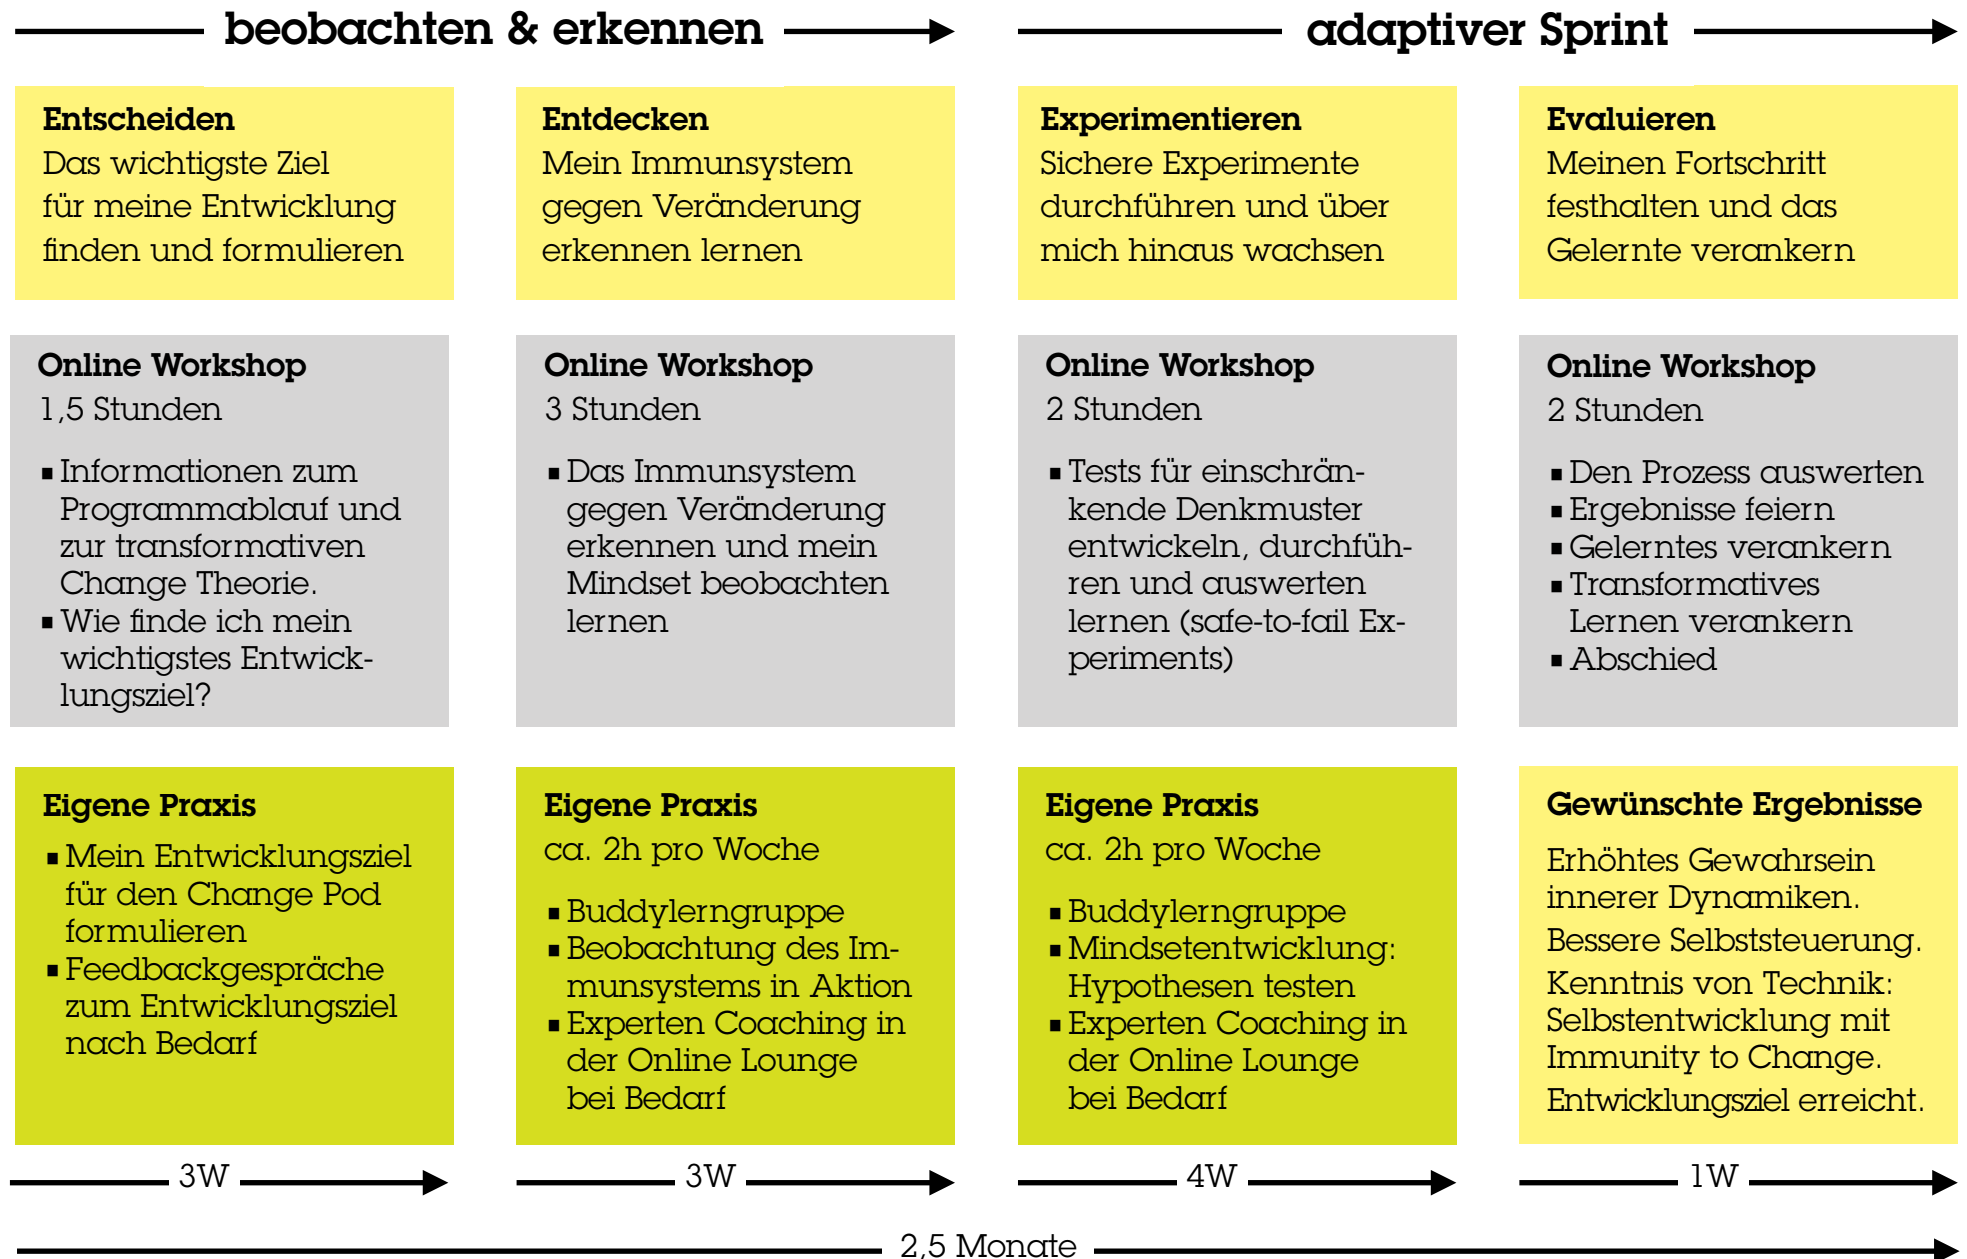 beobachten & erkennen
adaptiver Sprint
Entscheiden
Das wichtigste Ziel
für meine Entwicklung
finden und formulieren
Entdecken
Mein Immunsystem
gegen Veränderung
erkennen lernen
Experimentieren
Sichere Experimente
durchführen und über
mich hinaus wachsen
Evaluieren
Meinen Fortschritt
festhalten und das
Gelernte verankern
Online Workshop
1,5 Stunden
▪ Informationen zum
Programmablauf und
zur transformativen
Change Theorie.
▪ Wie finde ich mein
wichtigstes Entwick-
lungsziel?
Online Workshop
3 Stunden
▪ Das Immunsystem
gegen Veränderung
erkennen und mein
Mindset beobachten
lernen
Online Workshop
2 Stunden
▪ Tests für einschrän-
kende Denkmuster
entwickeln, durchfüh-
ren und auswerten
lernen (safe-to-fail Ex-
periments)
Online Workshop
2 Stunden
▪ Den Prozess auswerten
▪ Ergebnisse feiern
▪ Gelerntes verankern
▪ Transformatives
Lernen verankern
▪ Abschied
Eigene Praxis
▪ Mein Entwicklungsziel
für den Change Pod
formulieren
▪ Feedbackgespräche
zum Entwicklungsziel
nach Bedarf
Eigene Praxis
ca. 2h pro Woche
▪ Buddylerngruppe
▪ Beobachtung des Im-
munsystems in Aktion
▪ Experten Coaching in
der Online Lounge
bei Bedarf
Eigene Praxis
ca. 2h pro Woche
▪ Buddylerngruppe
▪ Mindsetentwicklung:
Hypothesen testen
▪ Experten Coaching in
der Online Lounge
bei Bedarf
Gewünschte Ergebnisse
Erhöhtes Gewahrsein
innerer Dynamiken.
Bessere Selbststeuerung.
Kenntnis von Technik:
Selbstentwicklung mit
Immunity to Change.
Entwicklungsziel erreicht.
3W
3W
4W
1W
2,5 Monate